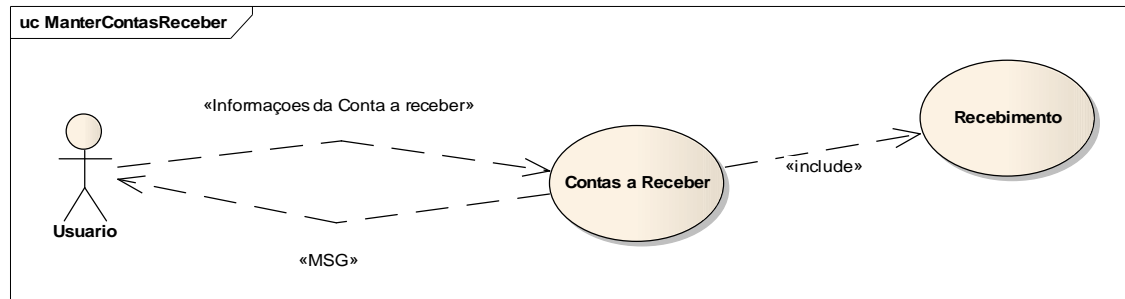 uc ManterContasReceber
«Informaçoes da Conta a receber»
Recebimento
«include»
Contas a Receber
Usuario
«MSG»